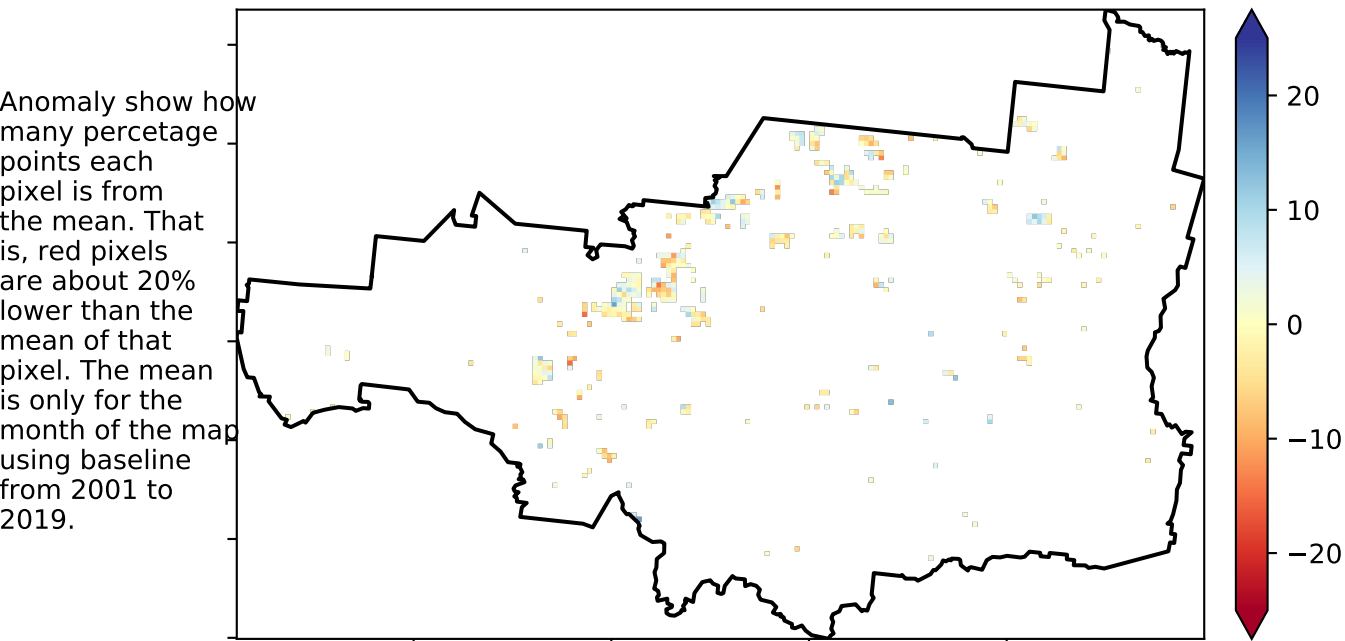 Anomaly show how
many percetage
points each
pixel is from
the mean. That
is, red pixels
are about 20%
lower than the
mean of that
pixel. The mean
is only for the
month of the map
using baseline
from 2001 to
2019.
20
10
0
−10
−20